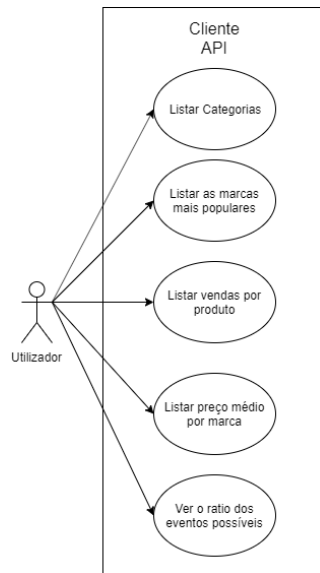 Cliente
API
Listar Categorias
Listar as marcas
mais populares
Listar vendas por
produto
Utilizador
Listar preço médio
por marca
Ver o ratio dos
eventos possíveis